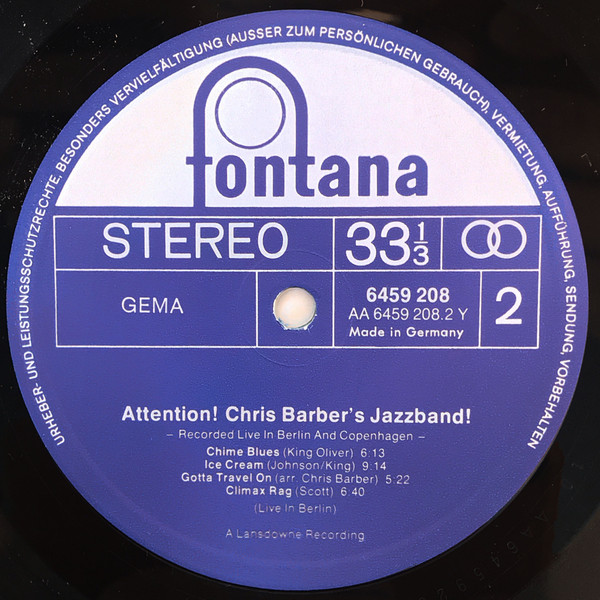 URHEBER- UND LEISTUNGSSCHUTZRECHTE, BESONDERS VERVIELFÄLTIGUNG (AUSSER ZUM PERSÖNLICHEN GEBRAUCH), VERMIETUNG, AUFFÜHRUNG, SENDUNG, VORBEHALTEN
fontana
STEREO 33 1/3
GEMA
6459 208
AA 6459 208.2 Y
Made in Germany
2
Attention! Chris Barber's Jazzband!
– Recorded Live In Berlin And Copenhagen –
Chime Blues (King Oliver) 6:13
Ice Cream (Johnson/King) 9:14
Gotta Travel On (arr. Chris Barber) 5:22
Climax Rag (Scott) 6:40
(Live In Berlin)
A Lansdowne Recording